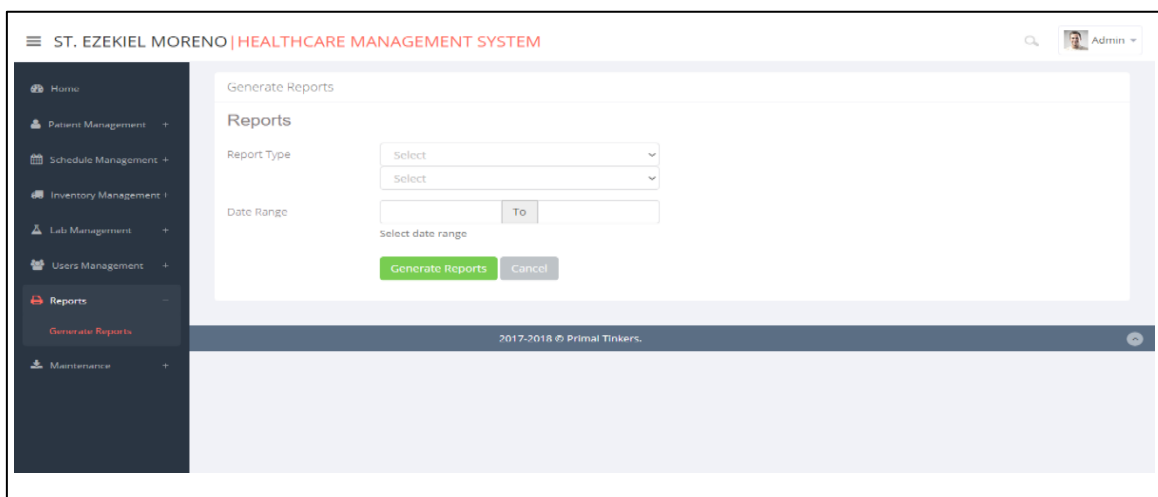 ST. EZEKIEL MORENO|HEALTHCARE MANAGEMENT SYSTEM
Admin
Home
Patient Management +
Schedule Management +
Inventory Management +
Lab Management +
Users Management +
Reports −
Generate Reports
Maintenance +
Generate Reports
Reports
Report Type
Select
Select
Date Range
To
Select date range
Generate Reports Cancel
2017-2018 © Primal Tinkers.